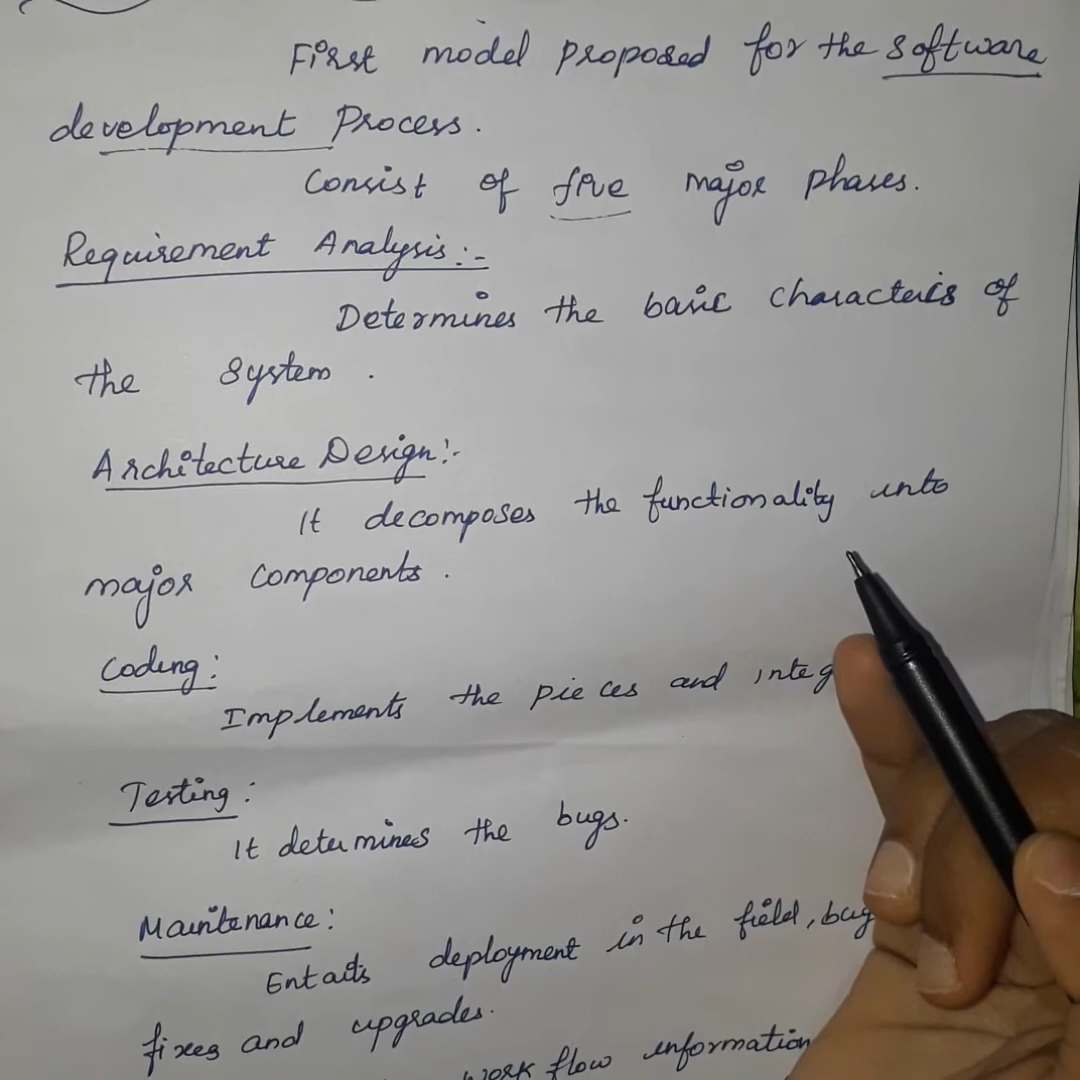 First model proposed for the software
development Process.
Consist of five major phases.
Requirement Analysis:-
Determines the basic characteris of
the system.
Architecture Design:-
It decomposes the functionality into
major components.
Coding:
Implements the pieces and integ
Testing:
It determines the bugs.
Maintenance:
Entails deployment in the field, bug
fixes and upgrades.
work flow information